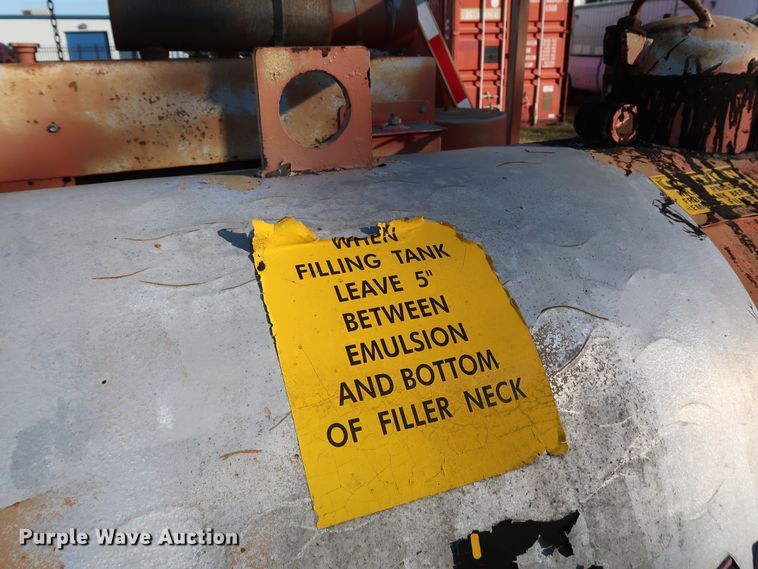 WHEN
FILLING TANK
LEAVE 5"
BETWEEN
EMULSION
AND BOTTOM
OF FILLER NECK
Purple Wave Auction